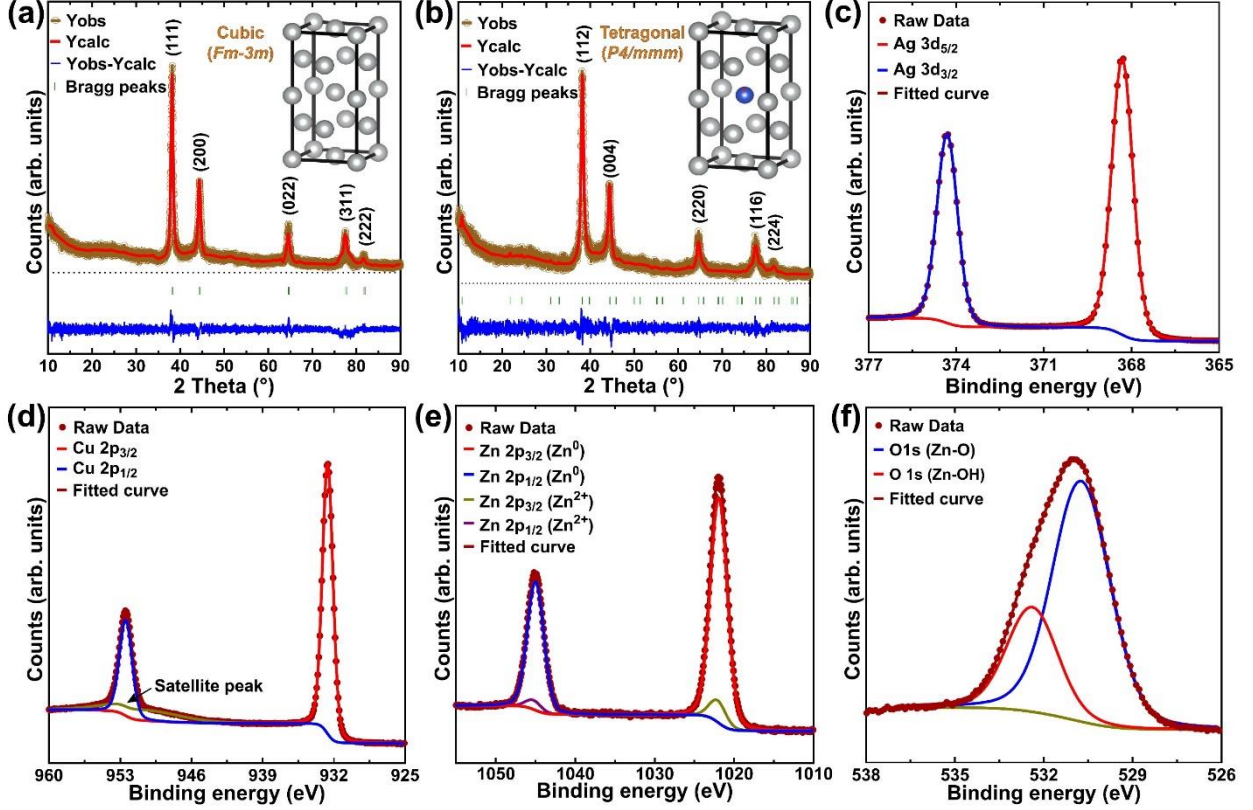 (a)
Yobs
Ycalc
Yobs-Ycalc
Bragg peaks
Cubic
(Fm-3m)
(111)
(200)
(022)
(311)
(222)
Counts (arb. units)
10 20 30 40 50 60 70 80 90
2 Theta (°)
(b)
Yobs
Ycalc
Yobs-Ycalc
Bragg peaks
Tetragonal
(P4/mmm)
(112)
(004)
(220)
(116)
(224)
Counts (arb. units)
10 20 30 40 50 60 70 80 90
2 Theta (°)
(c)
Raw Data
Ag 3d5/2
Ag 3d3/2
Fitted curve
Counts (arb. units)
377 374 371 368 365
Binding energy (eV)
(d)
Raw Data
Cu 2p3/2
Cu 2p1/2
Fitted curve
Satellite peak
Counts (arb. units)
960 953 946 939 932 925
Binding energy (eV)
(e)
Raw Data
Zn 2p3/2 (Zn0)
Zn 2p1/2 (Zn0)
Zn 2p3/2 (Zn2+)
Zn 2p1/2 (Zn2+)
Fitted curve
Counts (arb. units)
1050 1040 1030 1020 1010
Binding energy (eV)
(f)
Raw Data
O1s (Zn-O)
O 1s (Zn-OH)
Fitted curve
Counts (arb. units)
538 535 532 529 526
Binding energy (eV)